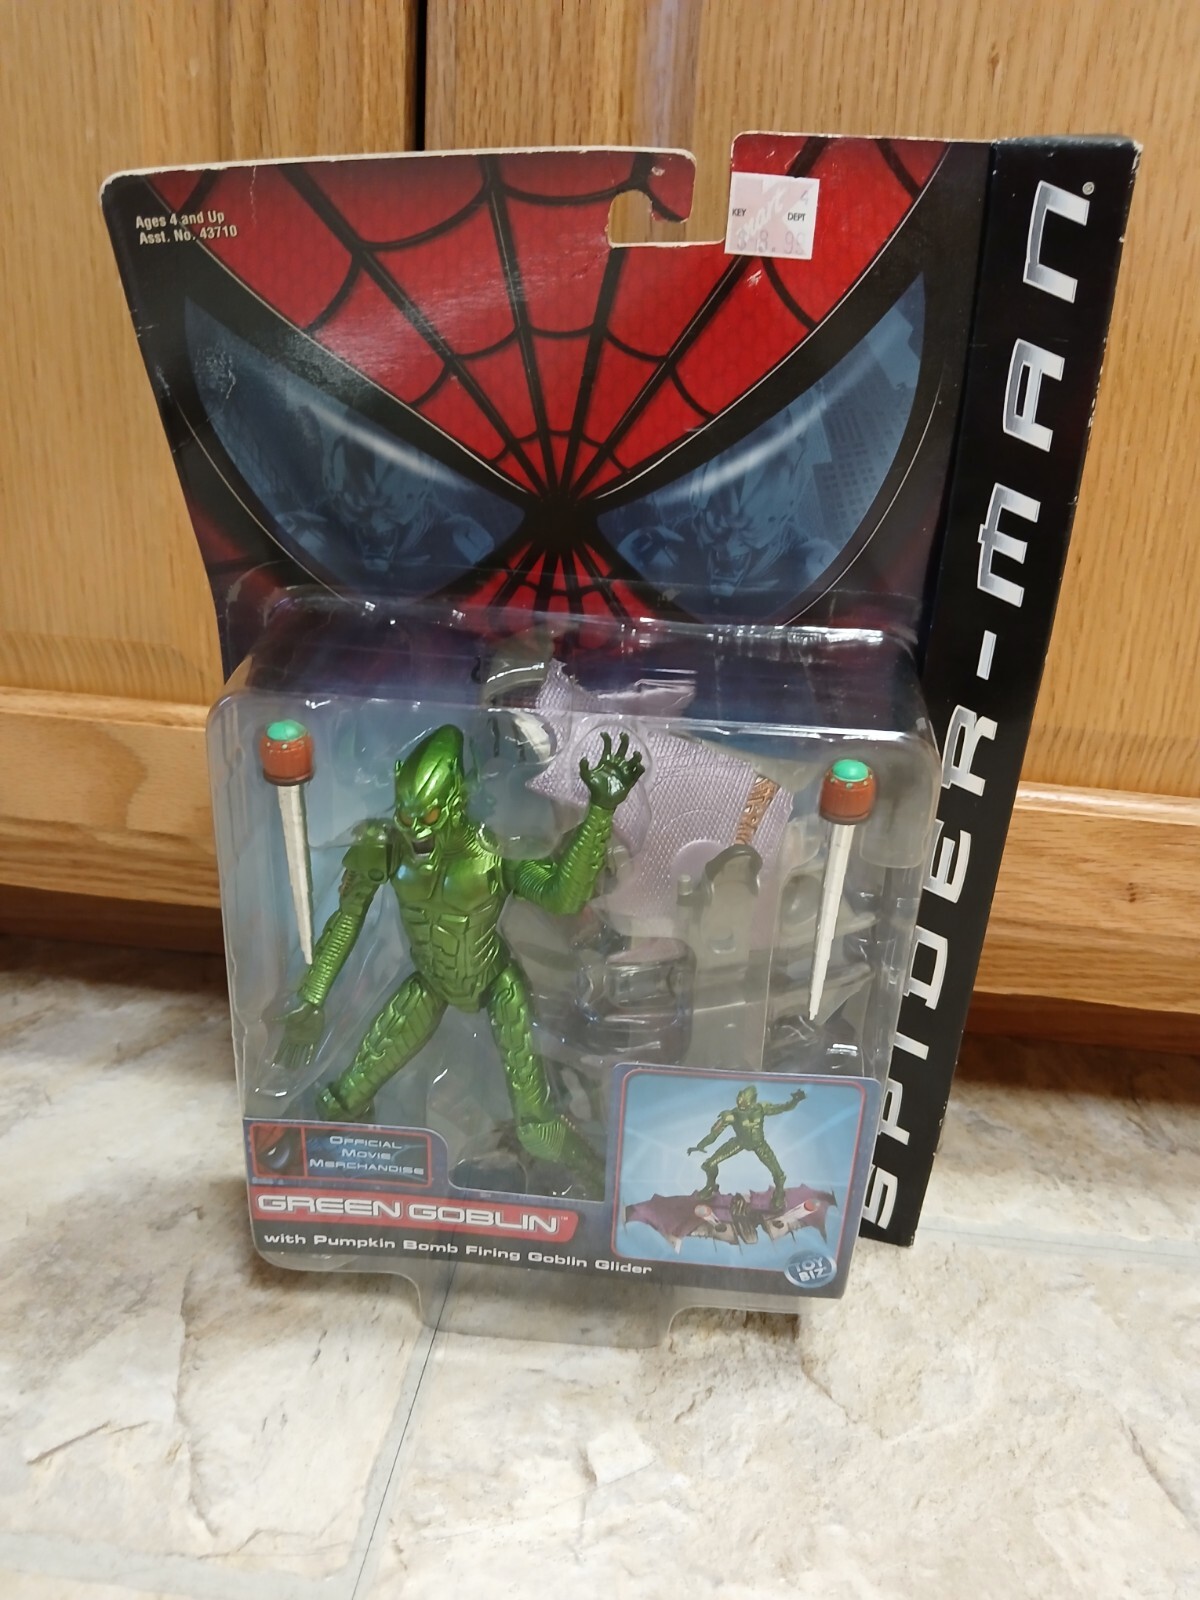 Ages 4 and Up
Asst. No. 43710
KEY
DEPT
SPIDER-MAN®
OFFICIAL
MOVIE
MERCHANDISE
GREEN GOBLIN™
with Pumpkin Bomb Firing Goblin Glider
TOY
BIZ